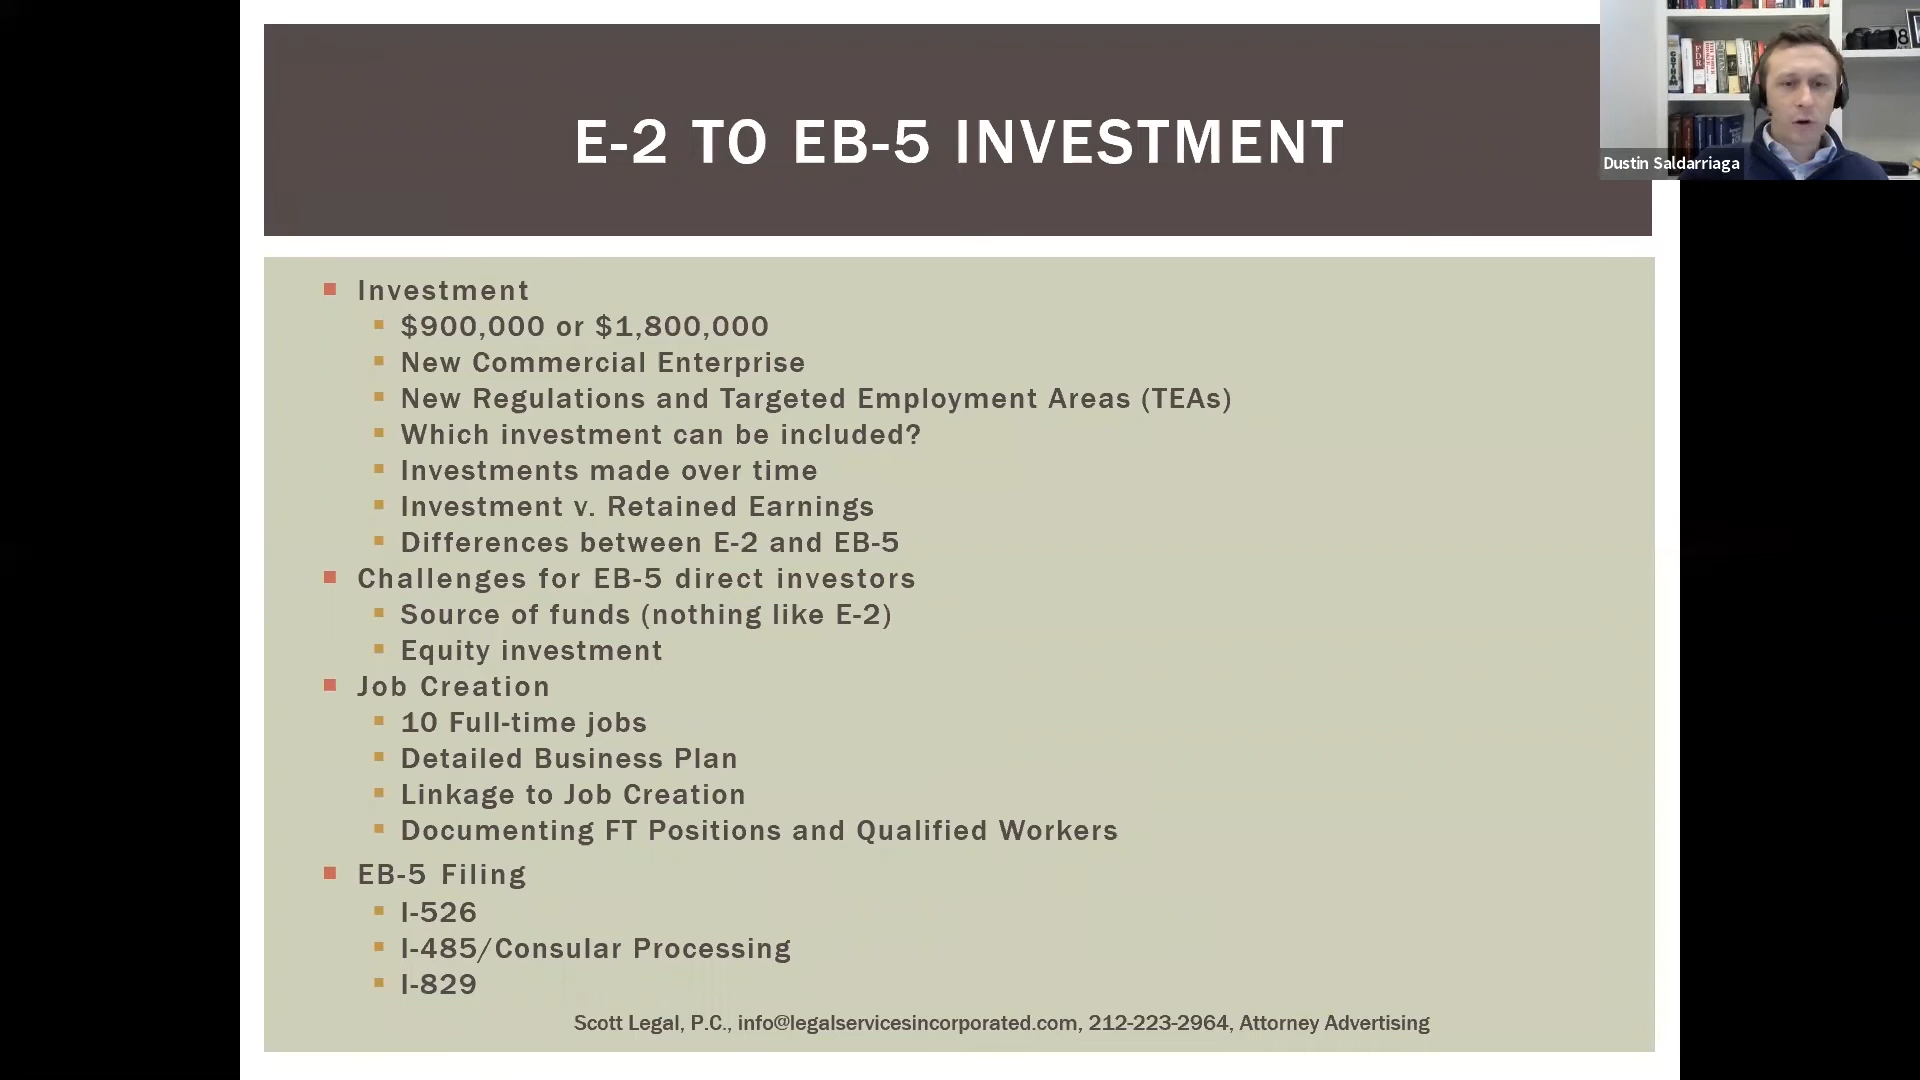 E-2 TO EB-5 INVESTMENT
Dustin Saldarriaga
Investment
$900,000 or $1,800,000
New Commercial Enterprise
New Regulations and Targeted Employment Areas (TEAs)
Which investment can be included?
Investments made over time
Investment v. Retained Earnings
Differences between E-2 and EB-5
Challenges for EB-5 direct investors
Source of funds (nothing like E-2)
Equity investment
Job Creation
10 Full-time jobs
Detailed Business Plan
Linkage to Job Creation
Documenting FT Positions and Qualified Workers
EB-5 Filing
I-526
I-485/Consular Processing
I-829
Scott Legal, P.C., info@legalservicesincorporated.com, 212-223-2964, Attorney Advertising